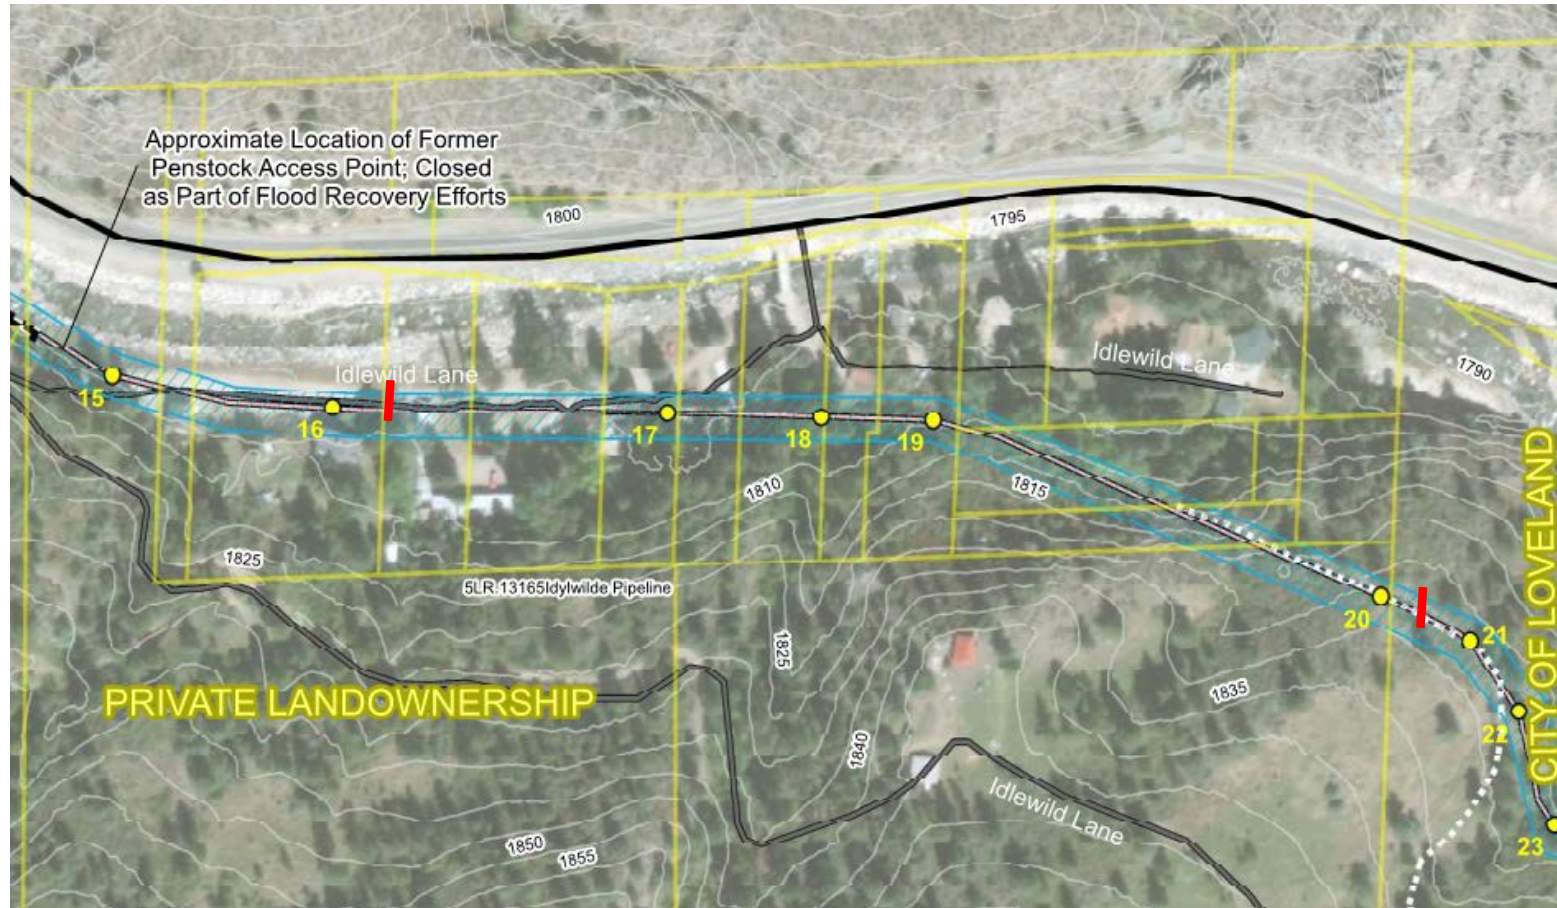 Approximate Location of Former
Penstock Access Point; Closed
as Part of Flood Recovery Efforts
1800
1795
1790
Idlewild Lane
Idlewild Lane
15
16
17
18
19
1810
1815
1825
5LR.13165Idylwilde Pipeline
20
21
1825
PRIVATE LANDOWNERSHIP
1835
22
1840
CITY OF LOVELAND
Idlewild Lane
1850
1855
23